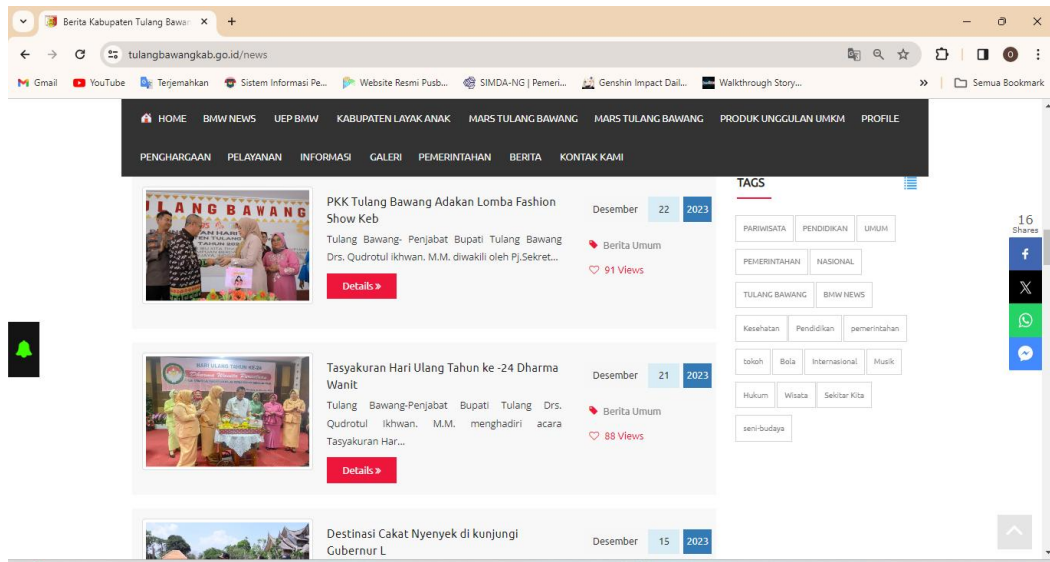 Berita Kabupaten Tulang Bawan
tulangbawangkab.go.id/news
Gmail YouTube Terjemahkan Sistem Informasi Pe... Website Resmi Pusb... SIMDA-NG | Pemeri... Genshin Impact Dail... Walkthrough Story... » Semua Bookmark
HOME BMW NEWS UEP BMW KABUPATEN LAYAK ANAK MARS TULANG BAWANG MARS TULANG BAWANG PRODUK UNGGULAN UMKM PROFILE
PENGHARGAAN PELAYANAN INFORMASI GALERI PEMERINTAHAN BERITA KONTAK KAMI
PKK Tulang Bawang Adakan Lomba Fashion
Show Keb
Tulang Bawang- Penjabat Bupati Tulang Bawang
Drs. Qudrotul ikhwan. M.M. diwakili oleh Pj.Sekret...
Details »
Desember 22 2023
Berita Umum
91 Views
Tasyakuran Hari Ulang Tahun ke -24 Dharma
Wanit
Tulang Bawang-Penjabat Bupati Tulang Drs.
Qudrotul Ikhwan. M.M. menghadiri acara
Tasyakuran Har...
Details »
Desember 21 2023
Berita Umum
88 Views
Destinasi Cakat Nyenyek di kunjungi
Gubernur L
Desember 15 2023
TAGS
PARIWISATA PENDIDIKAN UMUM
PEMERINTAHAN NASIONAL
TULANG BAWANG BMW NEWS
Kesehatan Pendidikan pemerintahan
tokoh Bola Internasional Musik
Hukum Wisata Sekitar Kita
seni-budaya
16
Shares